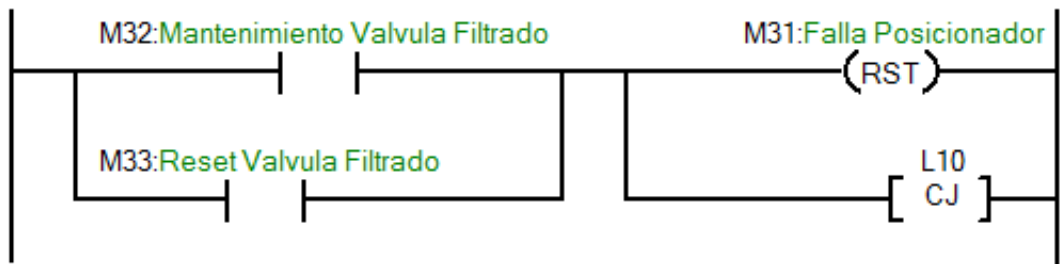 M32:Mantenimiento Valvula Filtrado
M31:Falla Posicionador
RST
M33:Reset Valvula Filtrado
L10
CJ